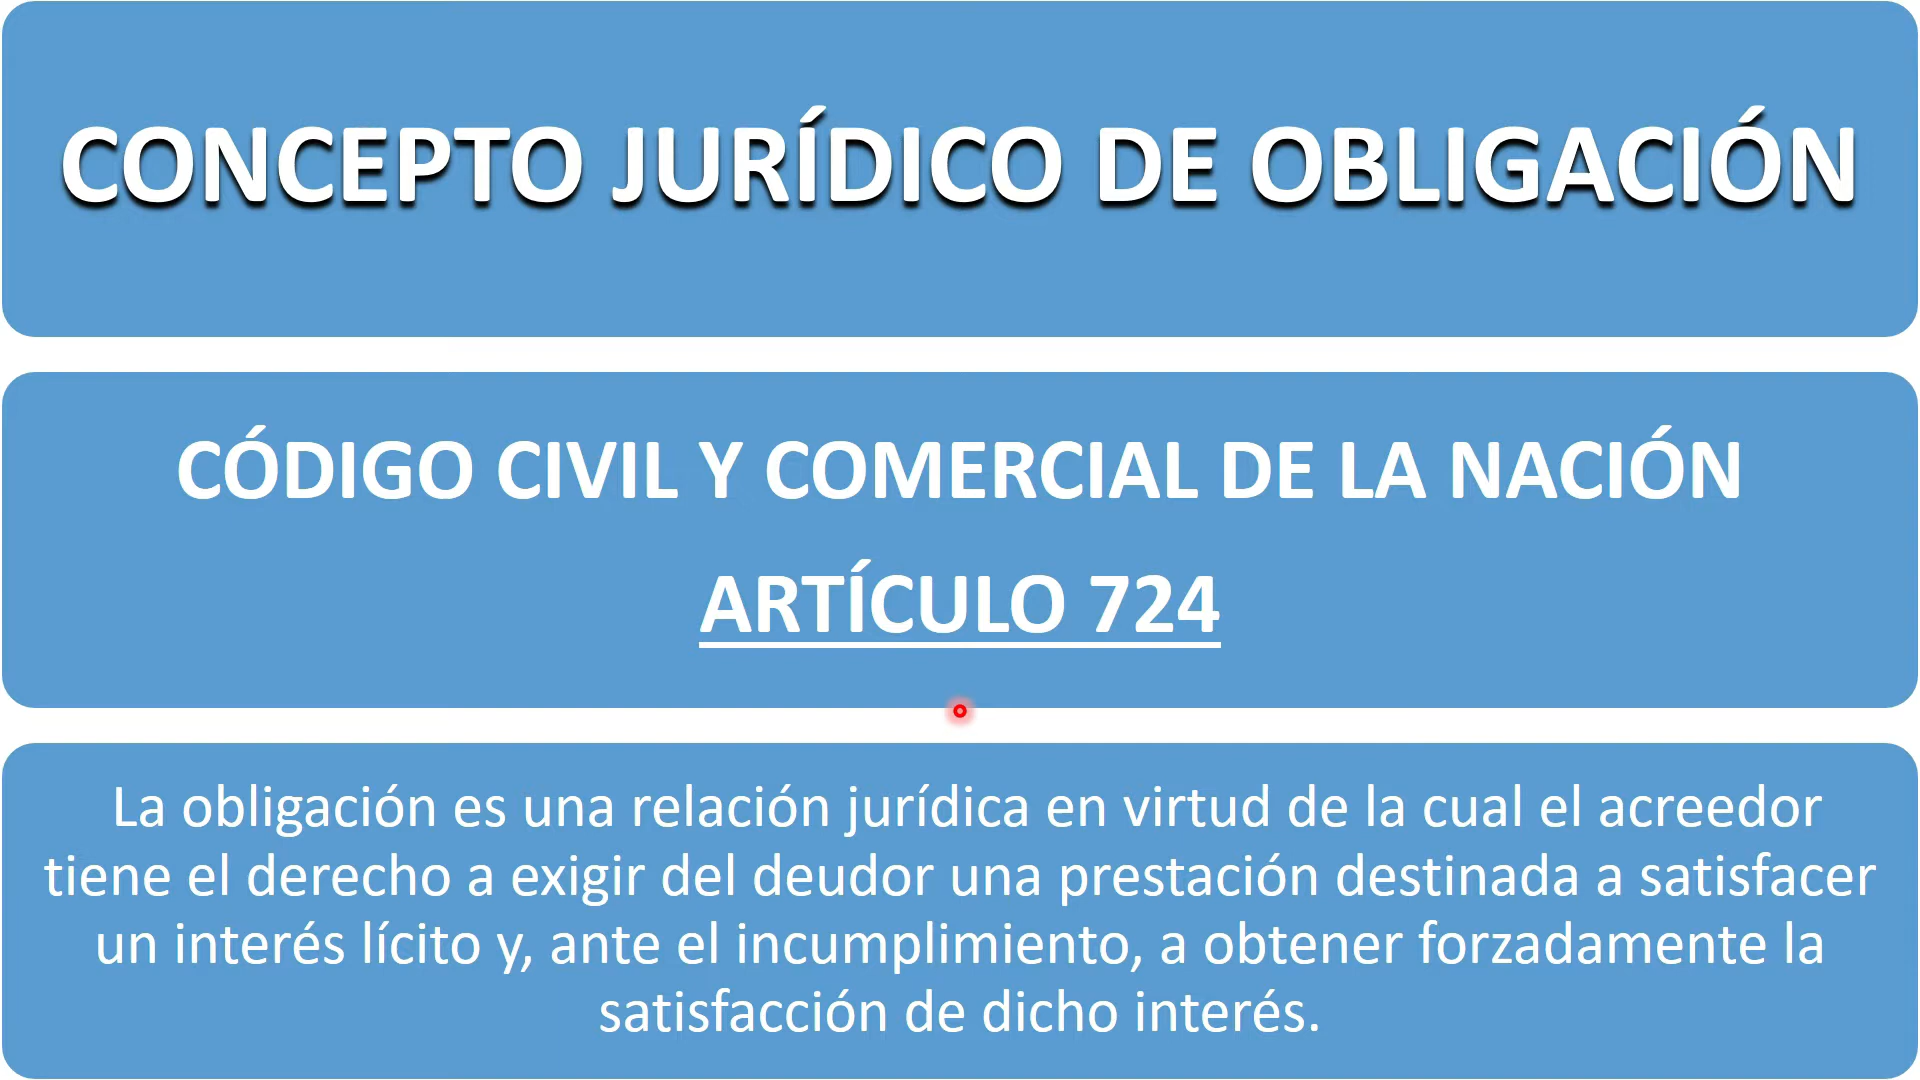 CONCEPTO JURÍDICO DE OBLIGACIÓN
CÓDIGO CIVIL Y COMERCIAL DE LA NACIÓN
ARTÍCULO 724
La obligación es una relación jurídica en virtud de la cual el acreedor
tiene el derecho a exigir del deudor una prestación destinada a satisfacer
un interés lícito y, ante el incumplimiento, a obtener forzadamente la
satisfacción de dicho interés.